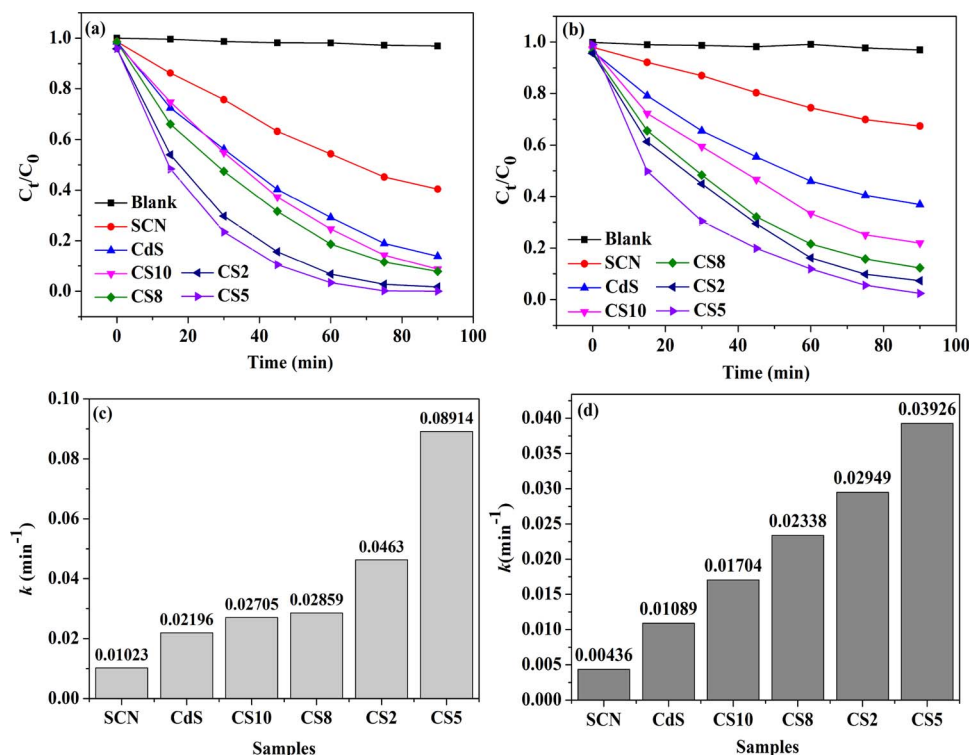 (a)
1.0
0.8
0.6
0.4
0.2
0.0
Cₜ/C₀
Blank
SCN
CdS
CS10
CS8
CS2
CS5
0 20 40 60 80 100
Time (min)
(b)
1.0
0.8
0.6
0.4
0.2
0.0
Cₜ/C₀
Blank
SCN
CdS
CS10
CS8
CS2
CS5
0 20 40 60 80 100
Time (min)
(c)
0.10
0.08
0.06
0.04
0.02
0.00
k (min⁻¹)
0.01023
0.02196
0.02705
0.02859
0.0463
0.08914
SCN CdS CS10 CS8 CS2 CS5
Samples
(d)
0.040
0.035
0.030
0.025
0.020
0.015
0.010
0.005
0.000
k(min⁻¹)
0.00436
0.01089
0.01704
0.02338
0.02949
0.03926
SCN CdS CS10 CS8 CS2 CS5
Samples